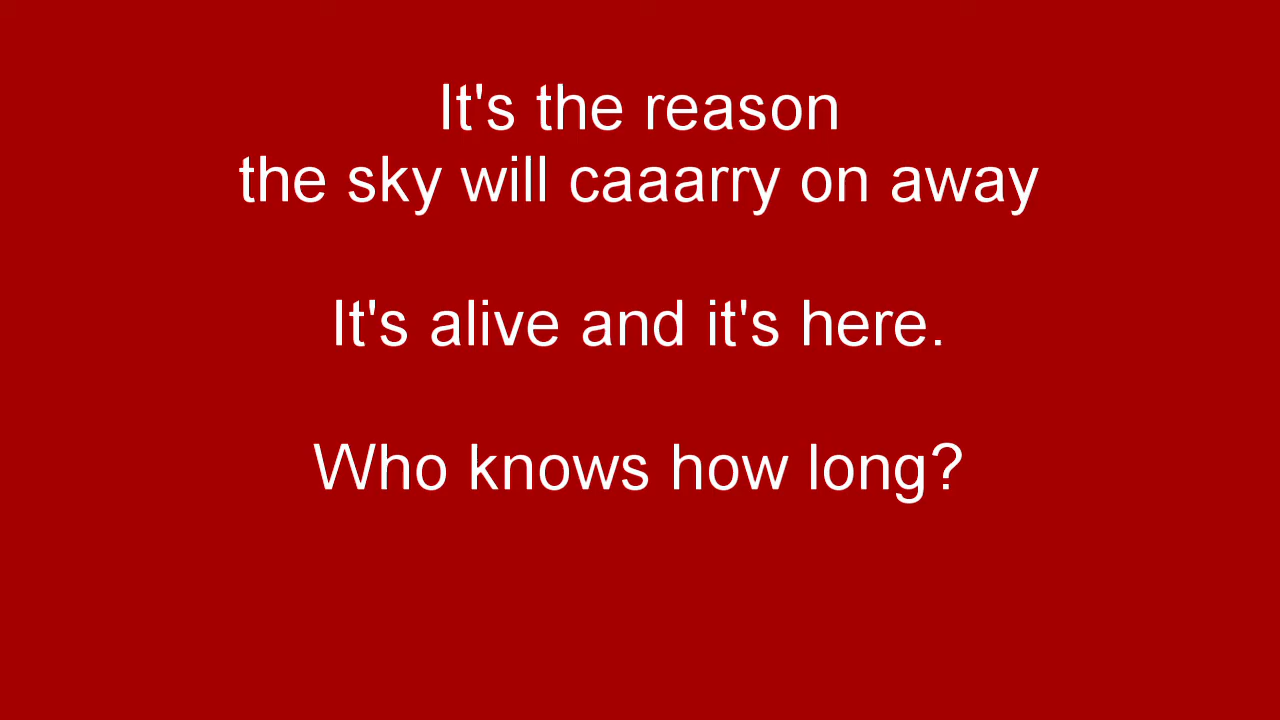 It's the reason
the sky will caaarry on away
It's alive and it's here.
Who knows how long?